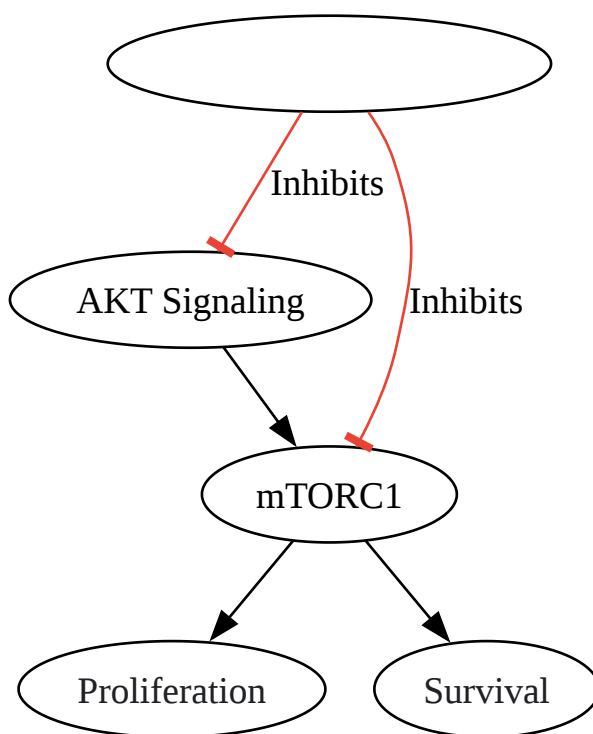 Inhibits
AKT Signaling
Inhibits
mTORC1
Proliferation
Survival